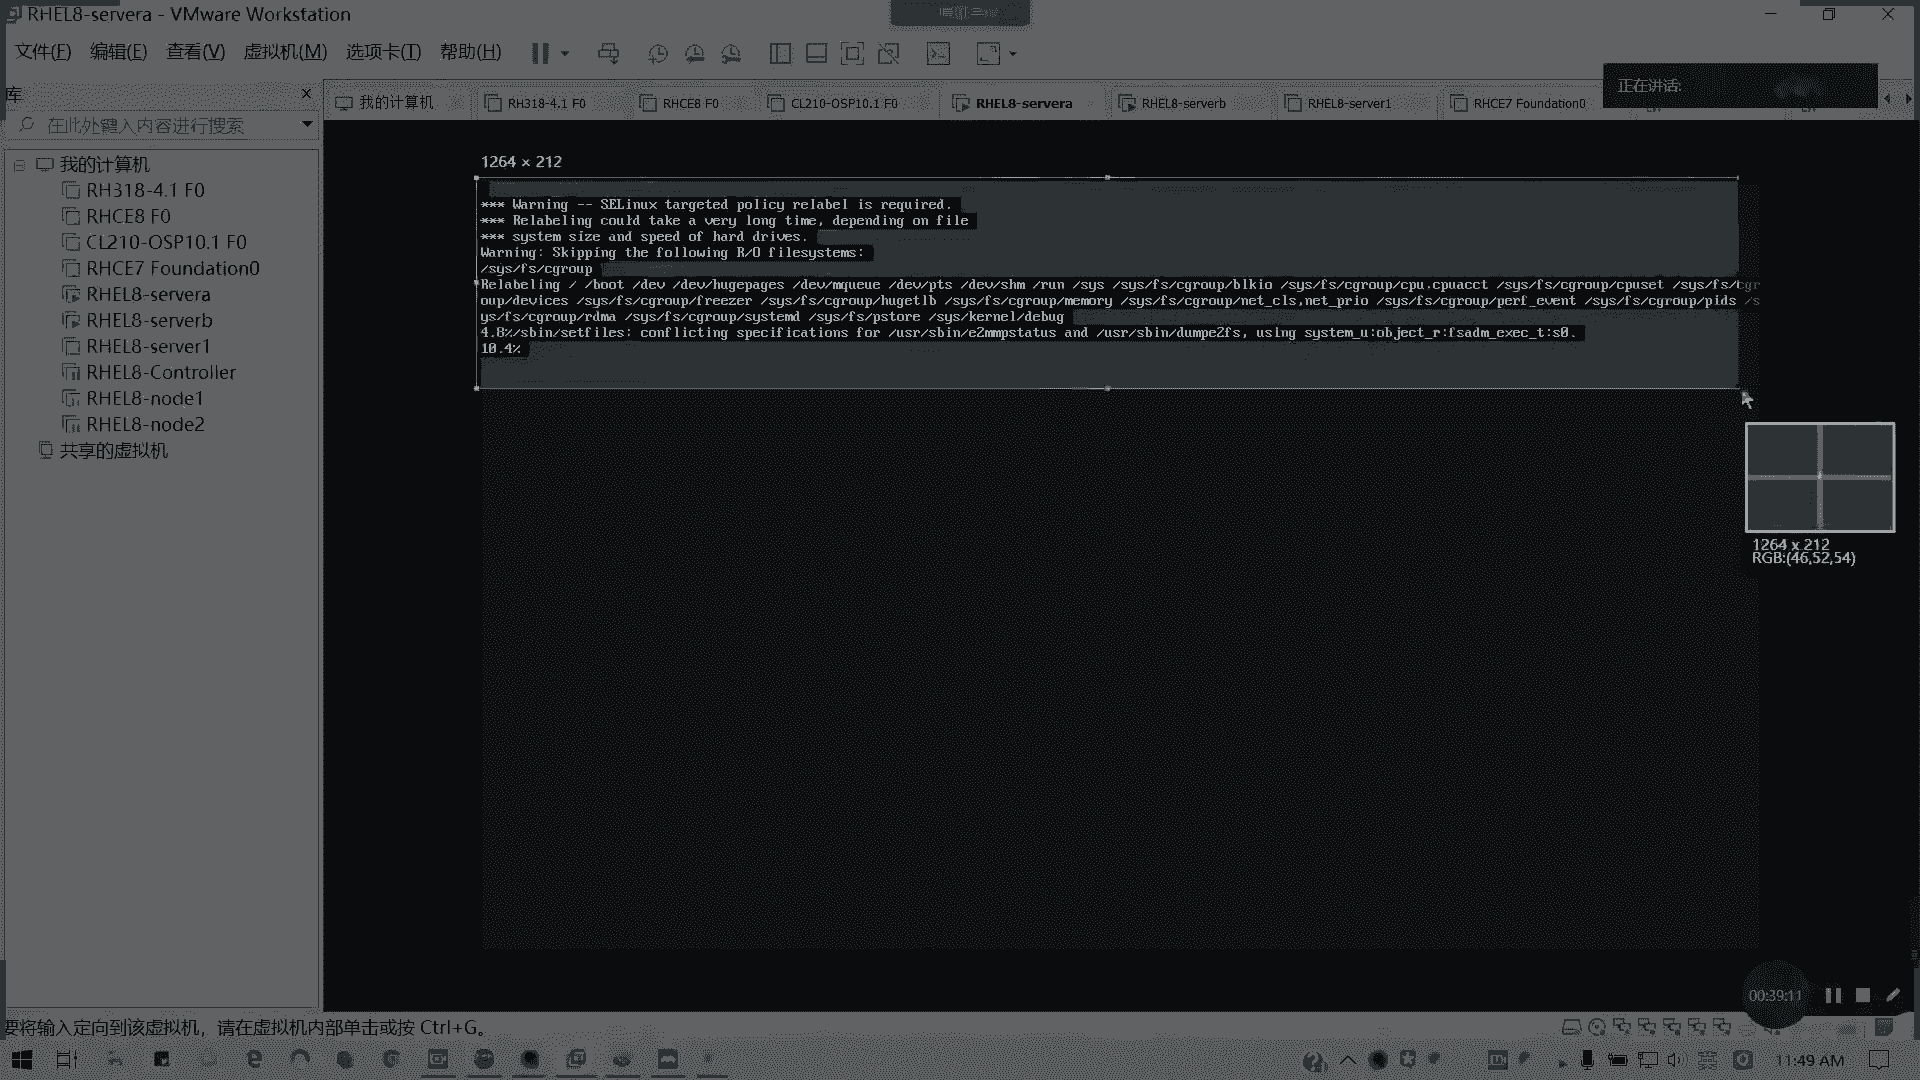 RHEL8-servera - VMware Workstation
文件(F) 编辑(E) 查看(V) 虚拟机(M) 选项卡(T) 帮助(H)
正在讲话:
库
在此处键入内容进行搜索
我的计算机
RH318-4.1 F0
RHCE8 F0
CL210-OSP10.1 F0
RHCE7 Foundation0
RHEL8-servera
RHEL8-serverb
RHEL8-server1
RHEL8-Controller
RHEL8-node1
RHEL8-node2
共享的虚拟机
我的计算机 RH318-4.1 F0 RHCE8 F0 CL210-OSP10.1 F0 RHEL8-servera RHEL8-serverb RHEL8-server1 RHCE7 Foundation0
1264 × 212
*** Warning -- SELinux targeted policy relabel is required.
*** Relabeling could take a very long time, depending on file
*** system size and speed of hard drives.
Warning: Skipping the following R/O filesystems:
/sys/fs/cgroup
Relabeling / /boot /dev /dev/hugepages /dev/mqueue /dev/pts /dev/shm /run /sys /sys/fs/cgroup/blkio /sys/fs/cgroup/cpu,cpuacct /sys/fs/cgroup/cpuset /sys/fs/cgr
oup/devices /sys/fs/cgroup/freezer /sys/fs/cgroup/hugetlb /sys/fs/cgroup/memory /sys/fs/cgroup/net_cls,net_prio /sys/fs/cgroup/perf_event /sys/fs/cgroup/pids /s
ys/fs/cgroup/rdma /sys/fs/cgroup/systemd /sys/fs/pstore /sys/kernel/debug
4.8%/sbin/setfiles: conflicting specifications for /usr/sbin/e2mmpstatus and /usr/sbin/dumpe2fs, using system_u:object_r:fsadm_exec_t:s0.
10.4%
1264 x 212
RGB:(46,52,54)
00:39:11
要将输入定向到该虚拟机，请在虚拟机内部单击或按 Ctrl+G。
英
11:49 AM